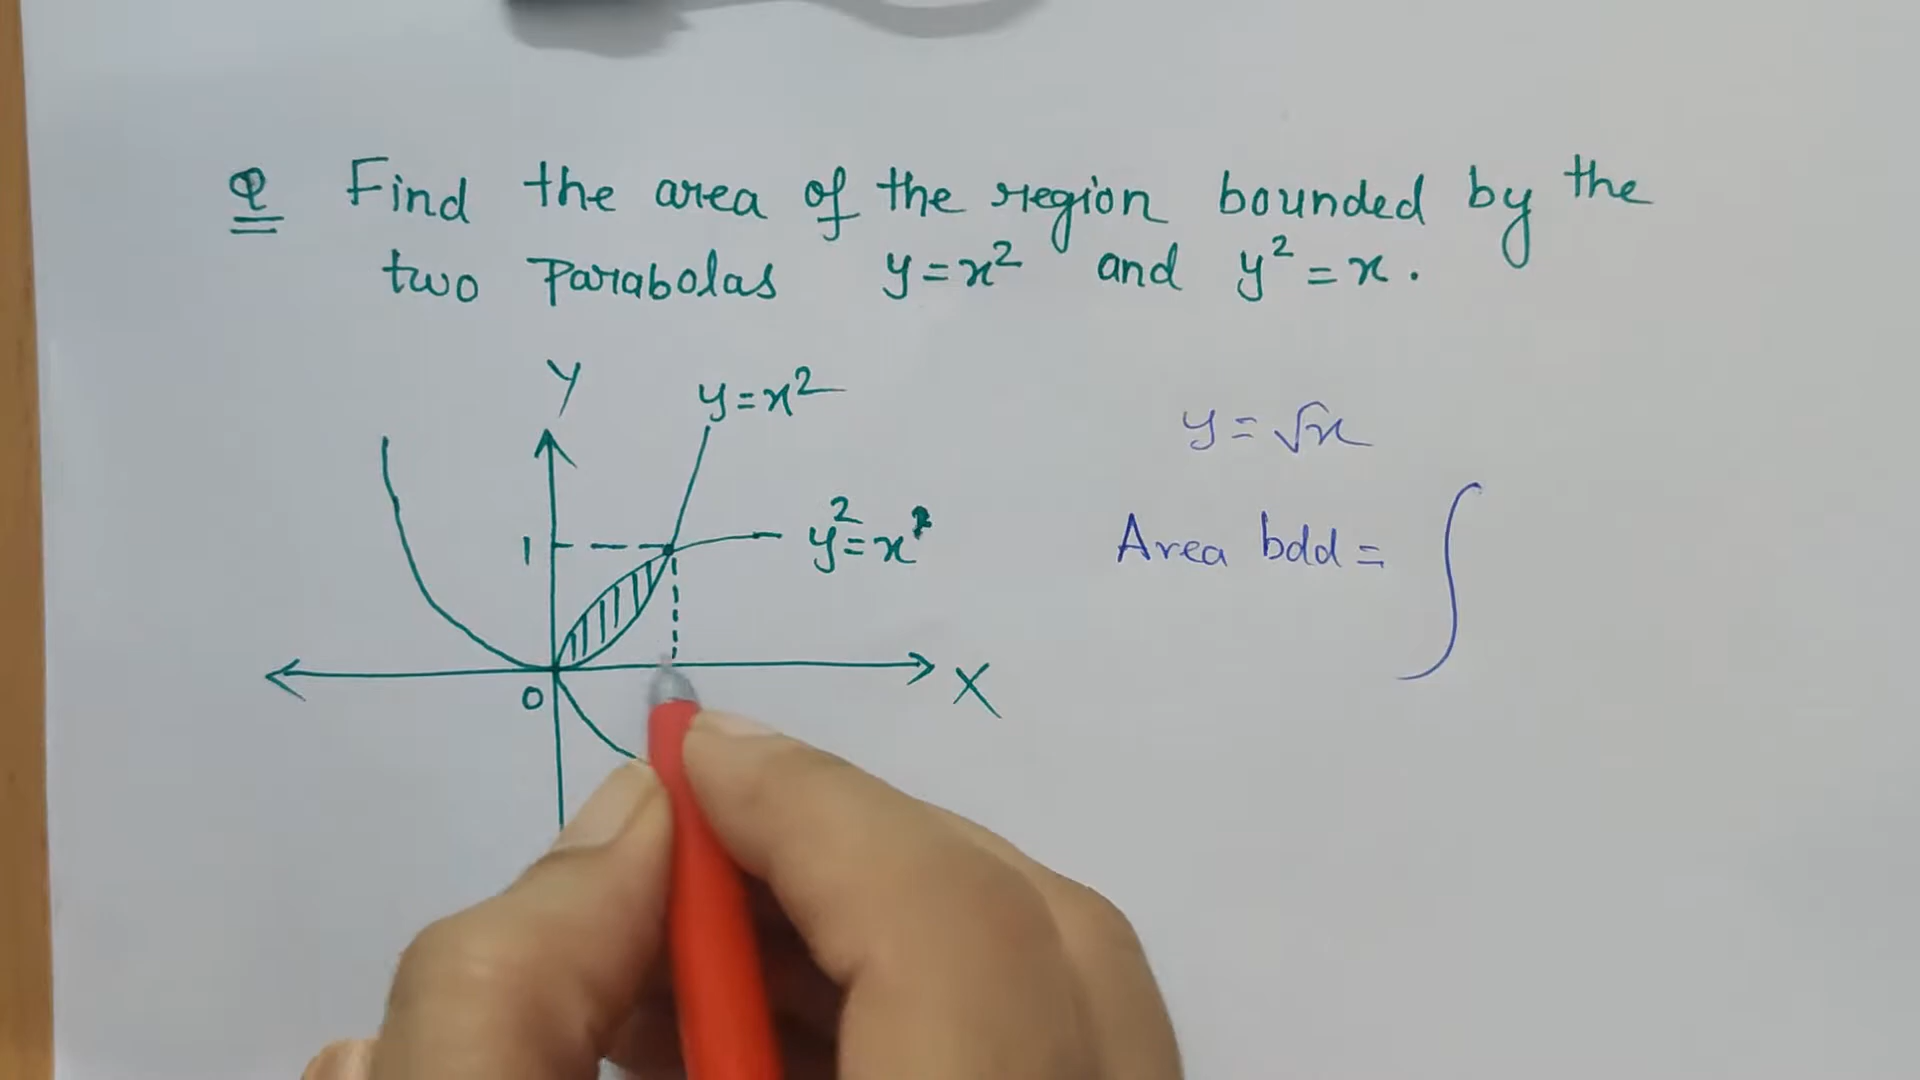 Q Find the area of the region bounded by the
two parabolas y=x² and y²=x.
Y
y=x²
1
y²=x
0
X
y=√x
Area bdd = ∫